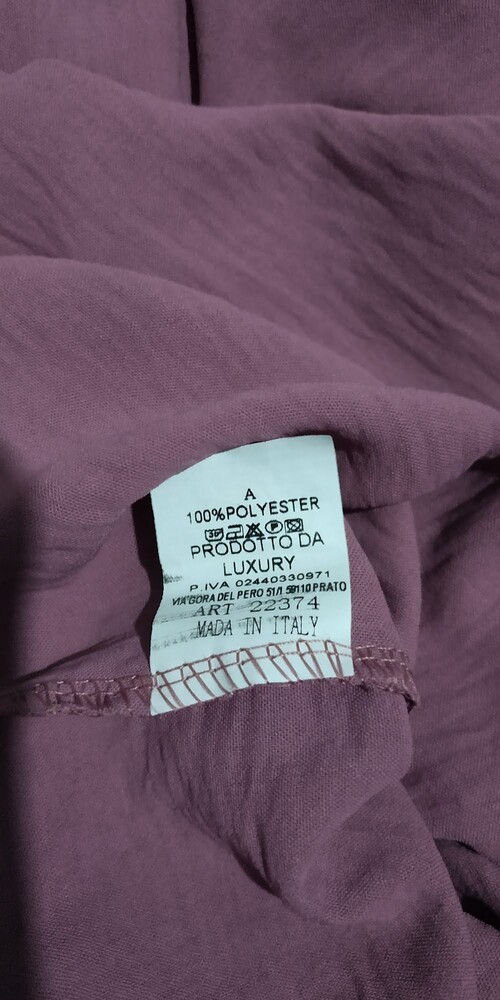 A
100%POLYESTER
PRODOTTO DA
LUXURY
P.IVA 02440330971
VIA GORA DEL PERO 51/1 59110 PRATO
ART 22374
MADA IN ITALY